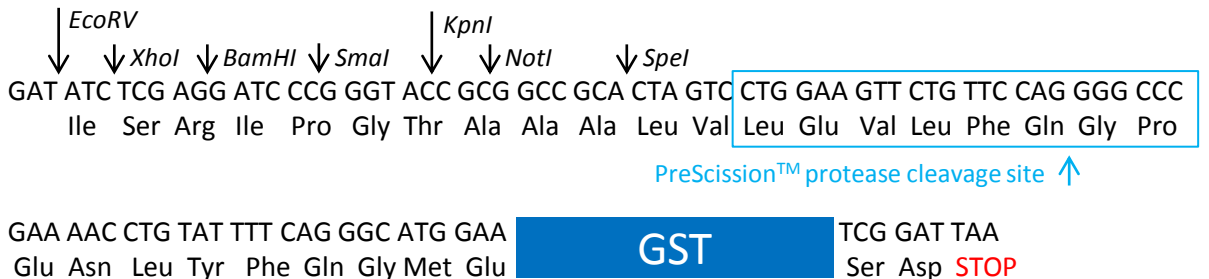 EcoRV KpnI
XhoI BamHI SmaI NotI SpeI
GAT ATC TCG AGG ATC CCG GGT ACC GCG GCC GCA CTA GTC CTG GAA GTT CTG TTC CAG GGG CCC
Ile Ser Arg Ile Pro Gly Thr Ala Ala Ala Leu Val Leu Glu Val Leu Phe Gln Gly Pro
PreScission™ protease cleavage site
GAA AAC CTG TAT TTT CAG GGC ATG GAA GST TCG GAT TAA
Glu Asn Leu Tyr Phe Gln Gly Met Glu Ser Asp STOP